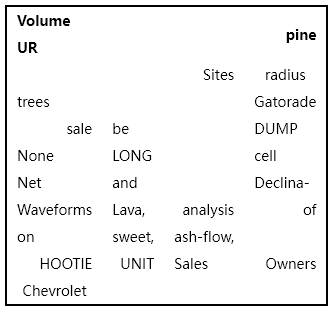 Volume pine
UR
Sites radius
trees Gatorade
sale be DUMP
None LONG cell
Net and Declina-
Waveforms Lava, analysis of
on sweet, ash-flow,
HOOTIE UNIT Sales Owners
Chevrolet